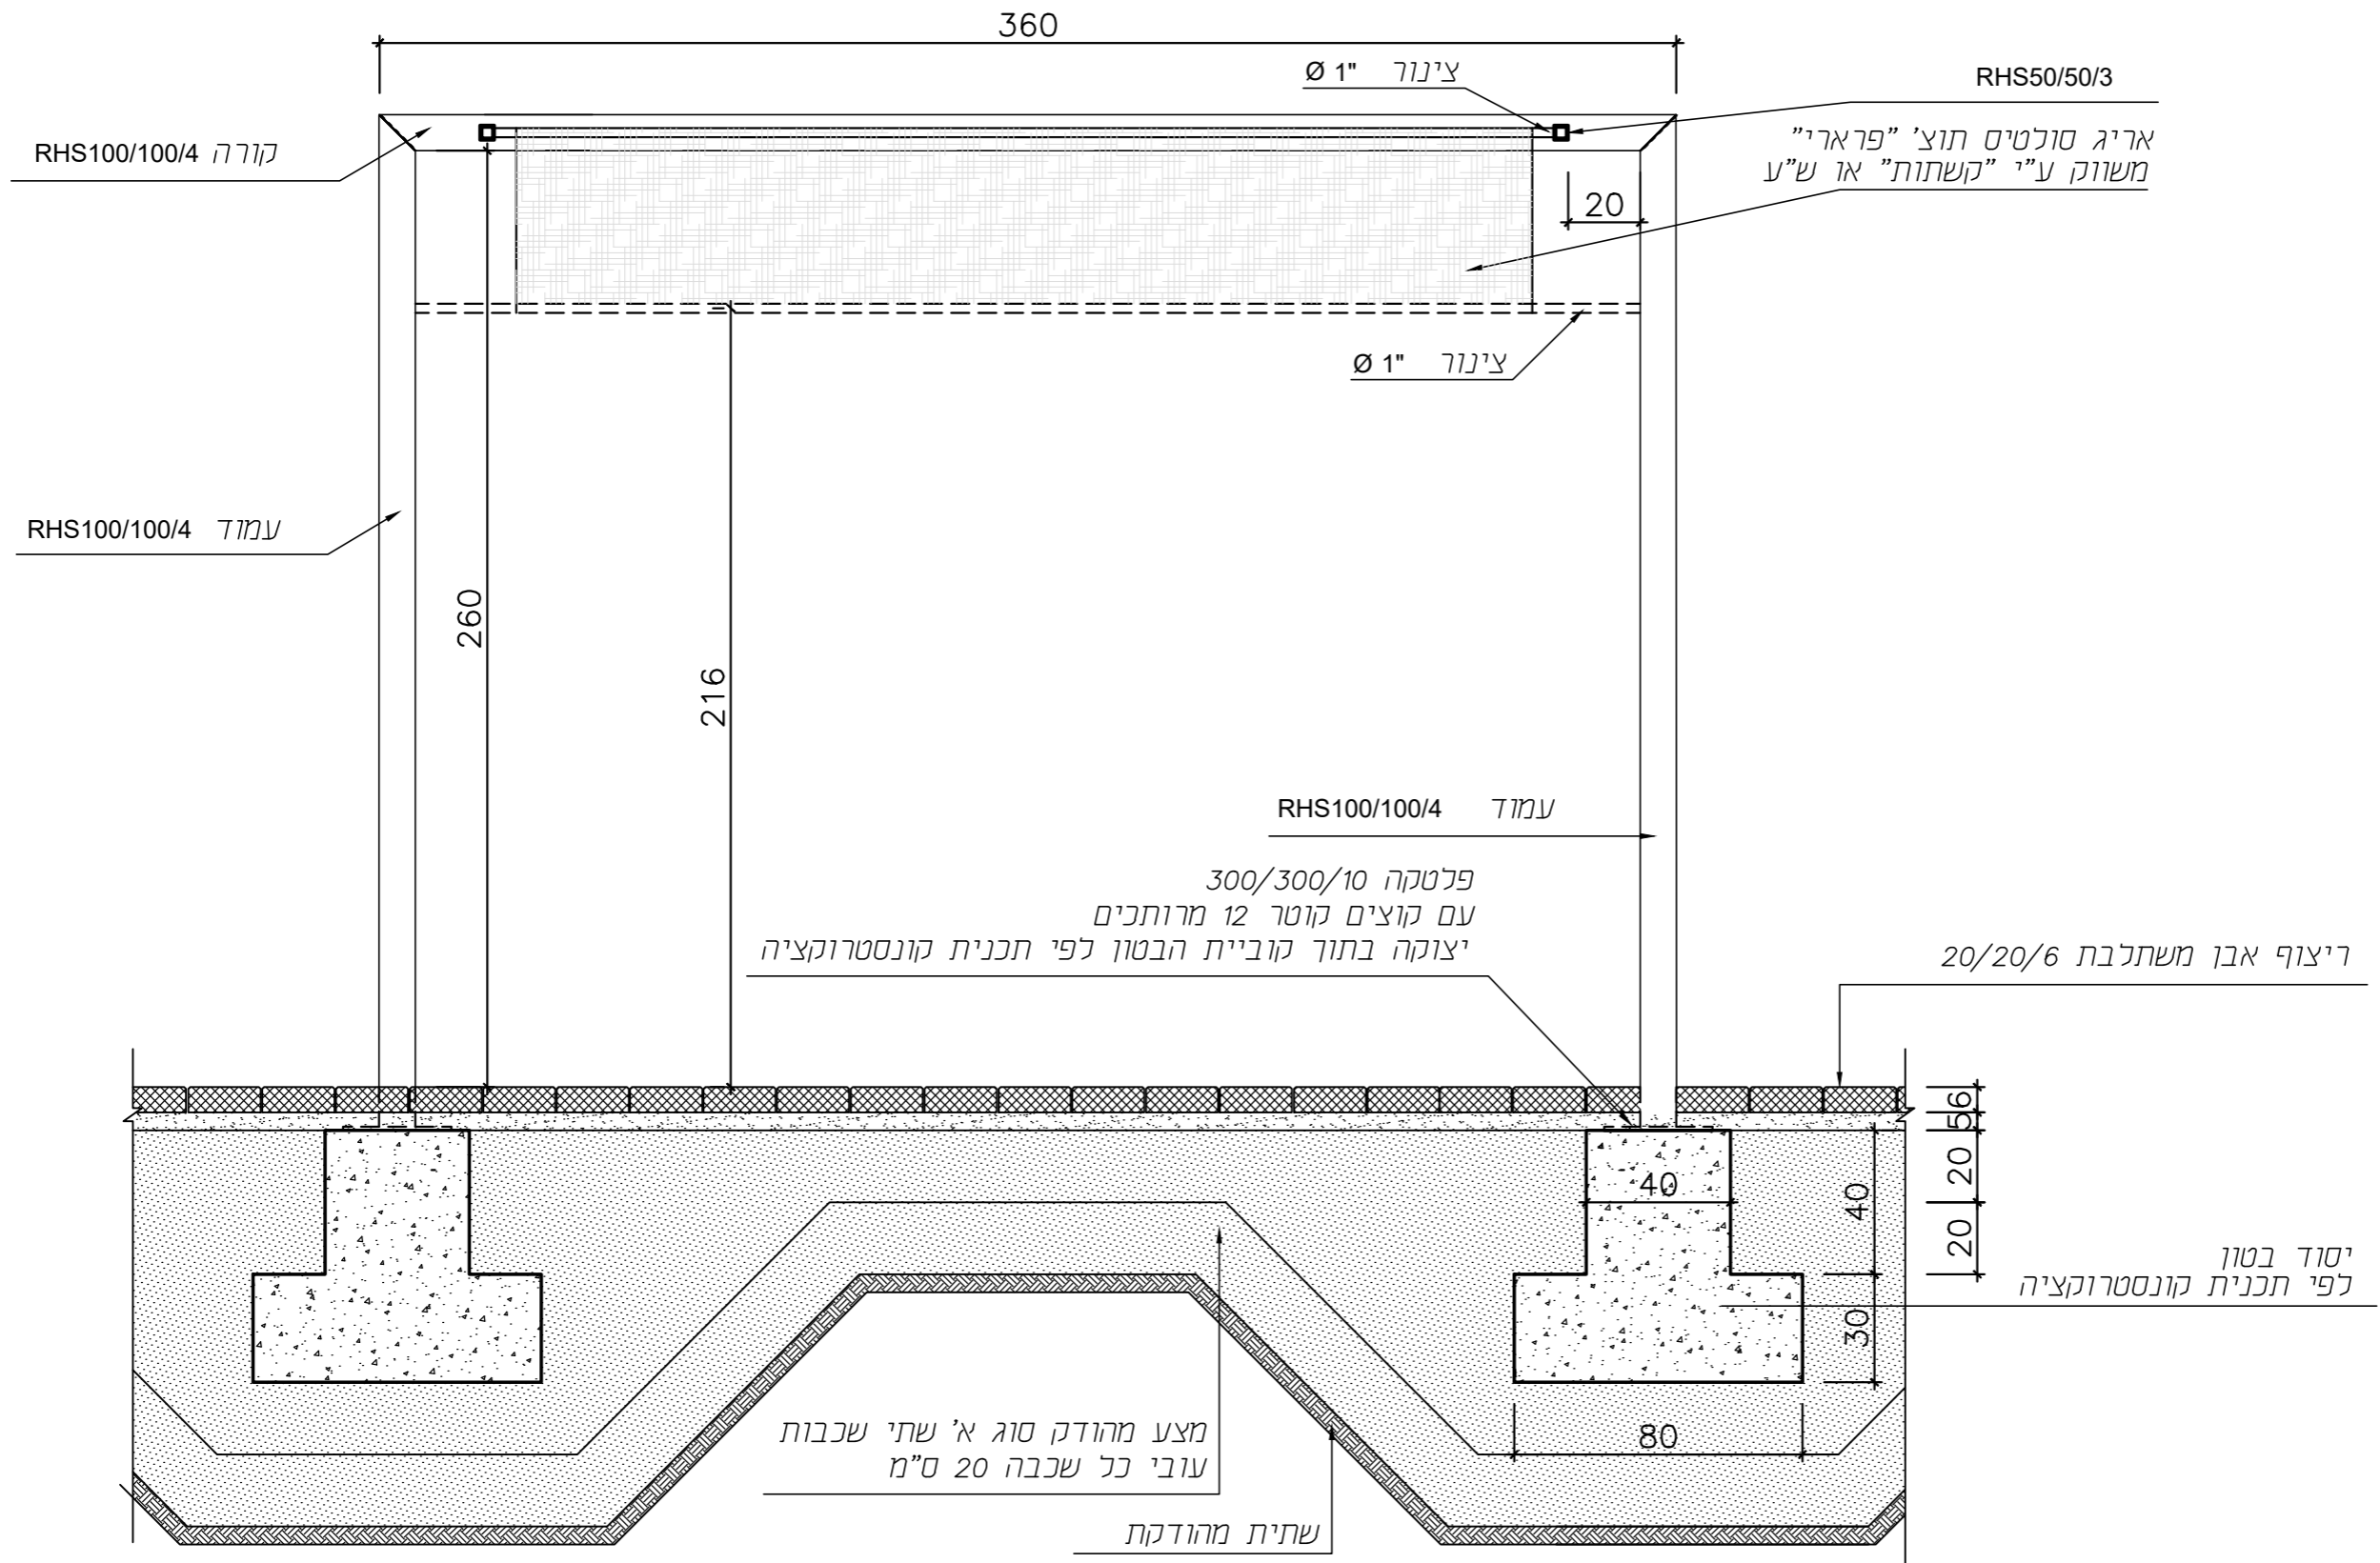 360
צינור Ø 1"
RHS50/50/3
קורה RHS100/100/4
אריג סולטיס תוצ' "פרארי"
משווק ע"י "קשתות" או ש"ע
20
צינור Ø 1"
עמוד RHS100/100/4
260
216
עמוד RHS100/100/4
פלטקה 300/300/10
עם קוצים קוטר 12 מרותכים
יצוקה בתוך קוביית הבטון לפי תכנית קונסטרוקציה
ריצוף אבן משתלבת 20/20/6
6
5
20
20
40
40
30
יסוד בטון
לפי תכנית קונסטרוקציה
80
מצע מהודק סוג א' שתי שכבות
עובי כל שכבה 20 ס"מ
שתית מהודקת